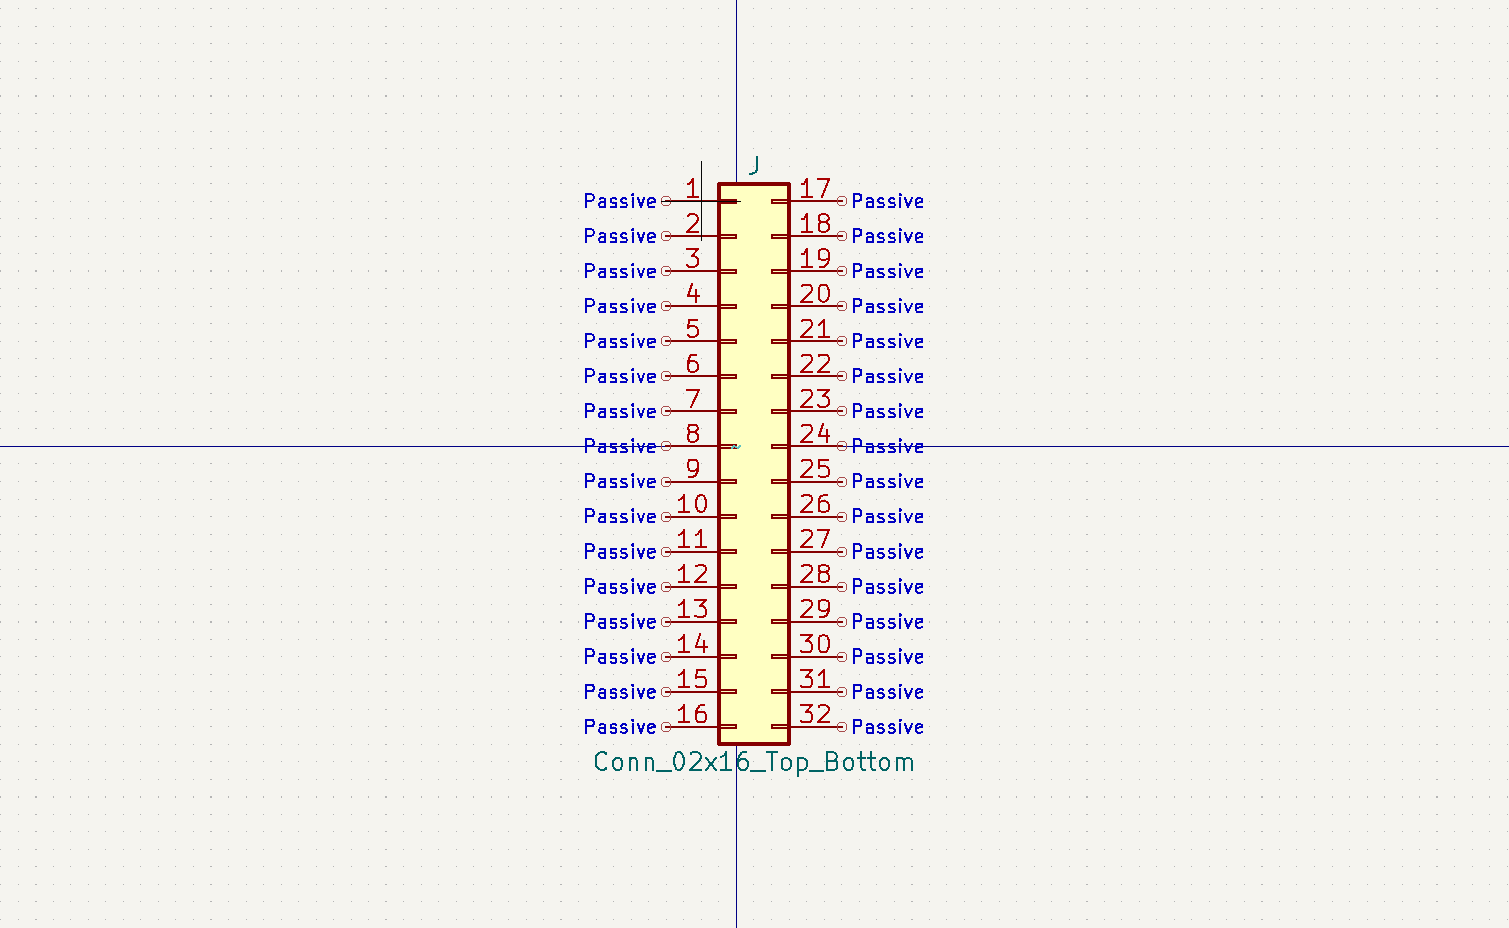 J
Passive 1 17 Passive
Passive 2 18 Passive
Passive 3 19 Passive
Passive 4 20 Passive
Passive 5 21 Passive
Passive 6 22 Passive
Passive 7 23 Passive
Passive 8 24 Passive
Passive 9 25 Passive
Passive 10 26 Passive
Passive 11 27 Passive
Passive 12 28 Passive
Passive 13 29 Passive
Passive 14 30 Passive
Passive 15 31 Passive
Passive 16 32 Passive
Conn_02x16_Top_Bottom